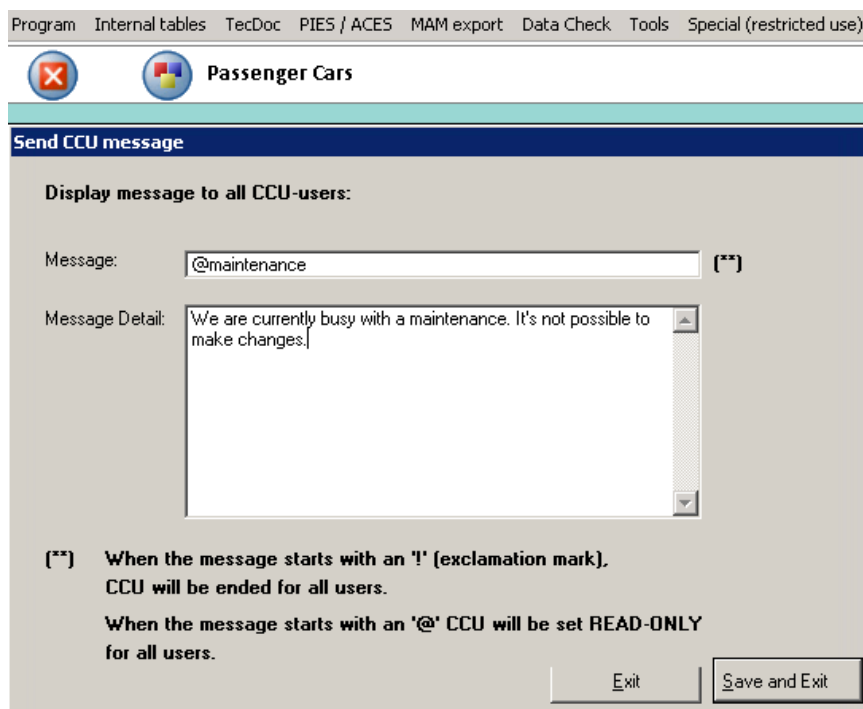 Program Internal tables TecDoc PIES / ACES MAM export Data Check Tools Special (restricted use)
Passenger Cars
Send CCU message
Display message to all CCU-users:
Message: @maintenance (**)
Message Detail: We are currently busy with a maintenance. It's not possible to
make changes.
(**) When the message starts with an '!' (exclamation mark),
CCU will be ended for all users.
When the message starts with an '@' CCU will be set READ-ONLY
for all users.
Exit Save and Exit